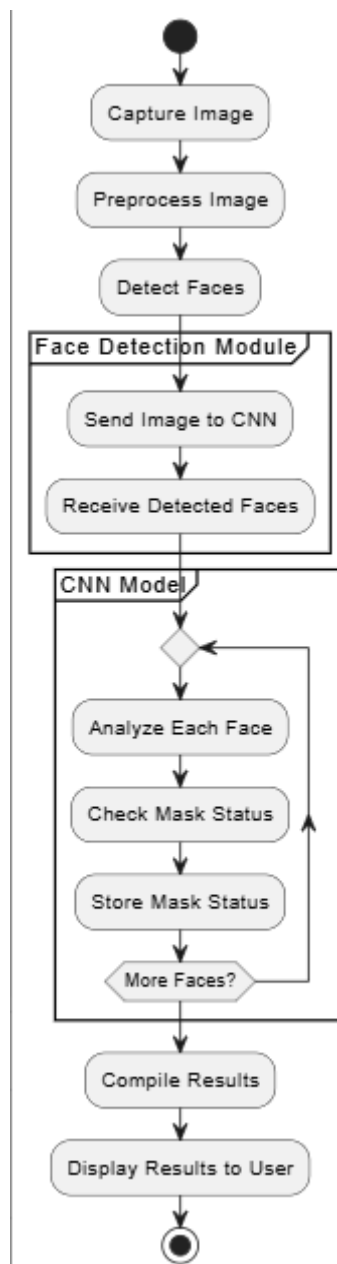 Capture Image
Preprocess Image
Detect Faces
Face Detection Module
Send Image to CNN
Receive Detected Faces
CNN Model
Analyze Each Face
Check Mask Status
Store Mask Status
More Faces?
Compile Results
Display Results to User